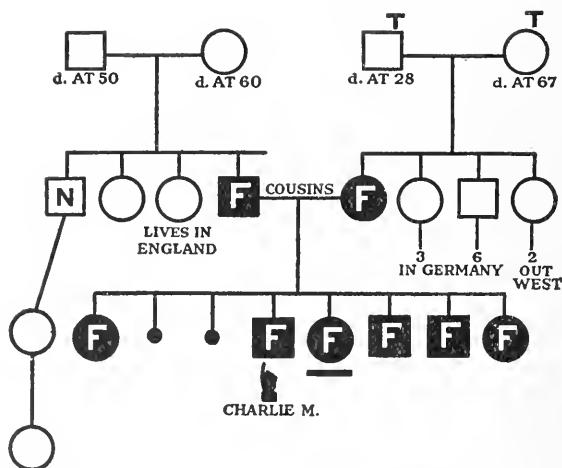 T T
d. AT 50 d. AT 60 d. AT 28 d. AT 67
N F COUSINS F
LIVES IN
ENGLAND
3 6 2
IN GERMANY OUT
WEST
F F F F F F
CHARLIE M.